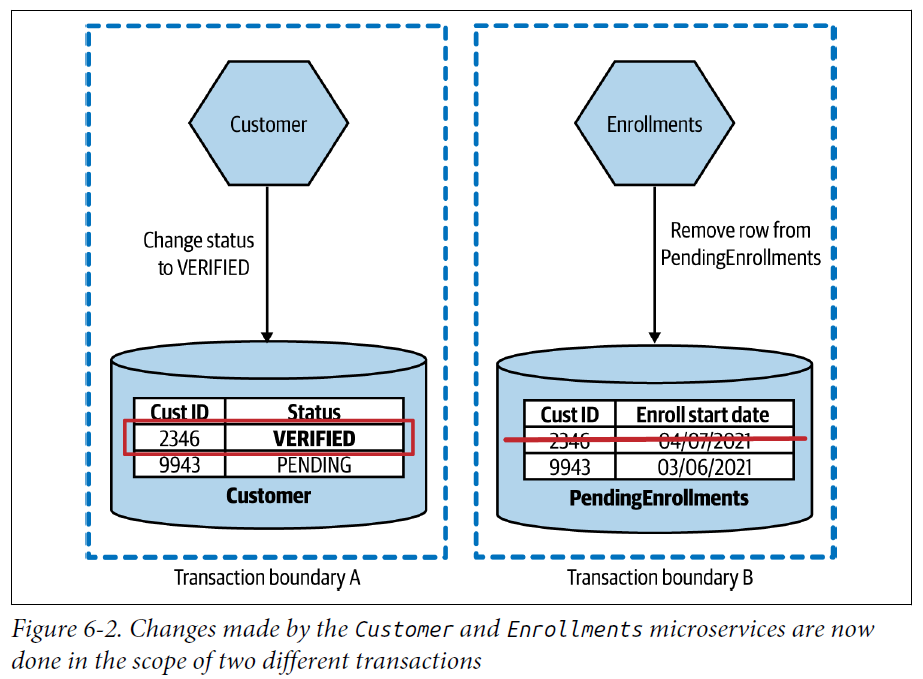 Customer
Enrollments
Change status
to VERIFIED
Remove row from
PendingEnrollments
Cust ID Status
2346 VERIFIED
9943 PENDING
Customer
Cust ID Enroll start date
2346 04/07/2021
9943 03/06/2021
PendingEnrollments
Transaction boundary A
Transaction boundary B
Figure 6-2. Changes made by the Customer and Enrollments microservices are now
done in the scope of two different transactions